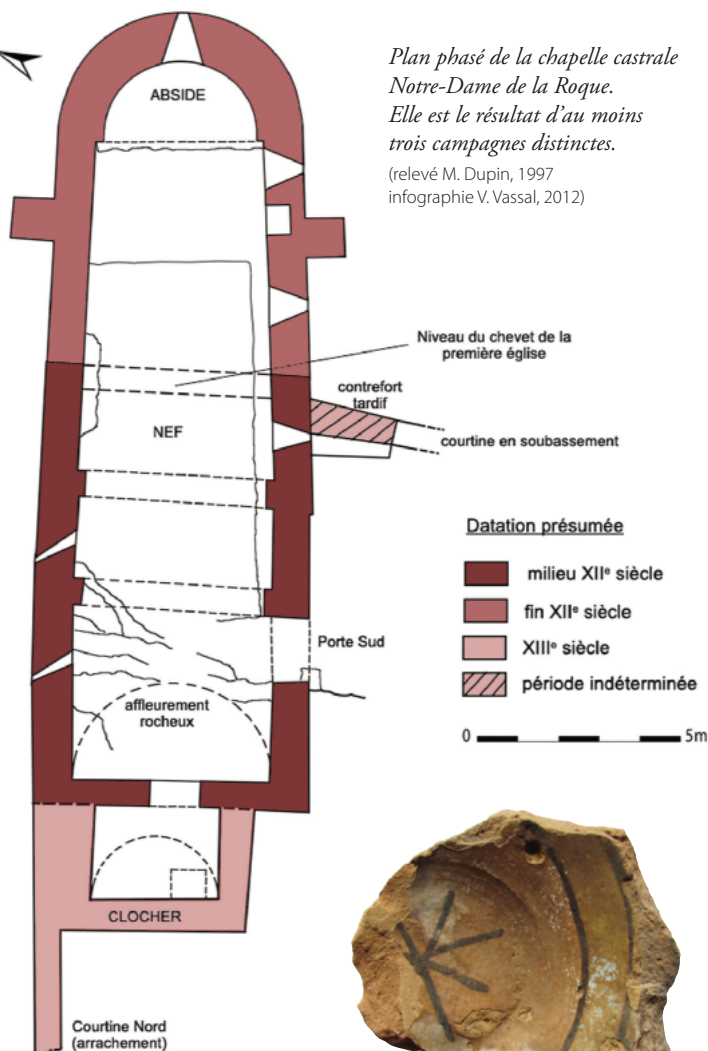 Plan phasé de la chapelle castrale
Notre-Dame de la Roque.
Elle est le résultat d'au moins
trois campagnes distinctes.
(relevé M. Dupin, 1997
infographie V. Vassal, 2012)
ABSIDE
Niveau du chevet de la
première église
contrefort
tardif
courtine en soubassement
NEF
Porte Sud
affleurement
rocheux
CLOCHER
Courtine Nord
(arrachement)
Datation présumée
milieu XIIe siècle
fin XIIe siècle
XIIIe siècle
période indéterminée
0 5m